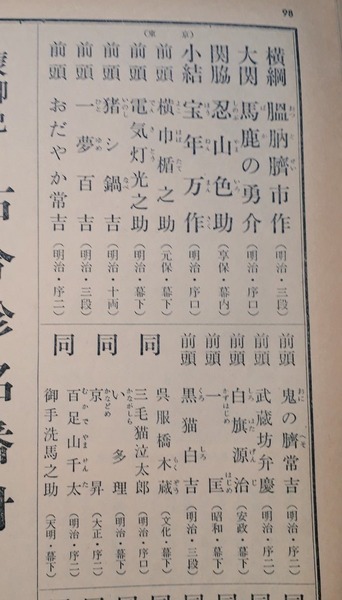 98
（東京）
横綱 膃肭臍市作（明治・三段）
大関 馬鹿の勇介（明治・序口）
関脇 忍山色助（享保・幕内）
小結 宝年万作（明治・序口）
前頭 横巾楯之助（元保・幕下）
前頭 電気灯光之助（明治・幕下）
前頭 猪シ鍋吉（明治・十両）
前頭 一夢百吉（明治・三段）
前頭 おだやか常吉（明治・序二）
前頭 鬼の臍常吉（明治・序二）
前頭 武蔵坊弁慶（明治・序二）
前頭 白旗源治（安政・幕下）
前頭 一 匡（昭和・幕下）
前頭 黒猫白吉（明治・三段）
同 呉服橋木蔵（文化・幕下）
三毛猫泣太郎（明治・序口）
同 い 多理（明治・幕下）
京 昇（大正・序二）
同 百足山千太（明治・序二）
御手洗馬之助（天明・幕下）